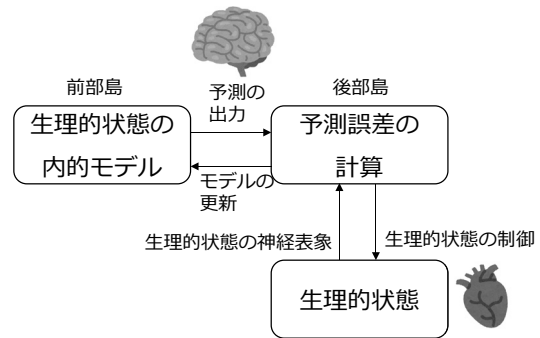 前部島
予測の
出力
後部島
生理的状態の
内的モデル
予測誤差の
計算
モデルの
更新
生理的状態の神経表象
生理的状態の制御
生理的状態